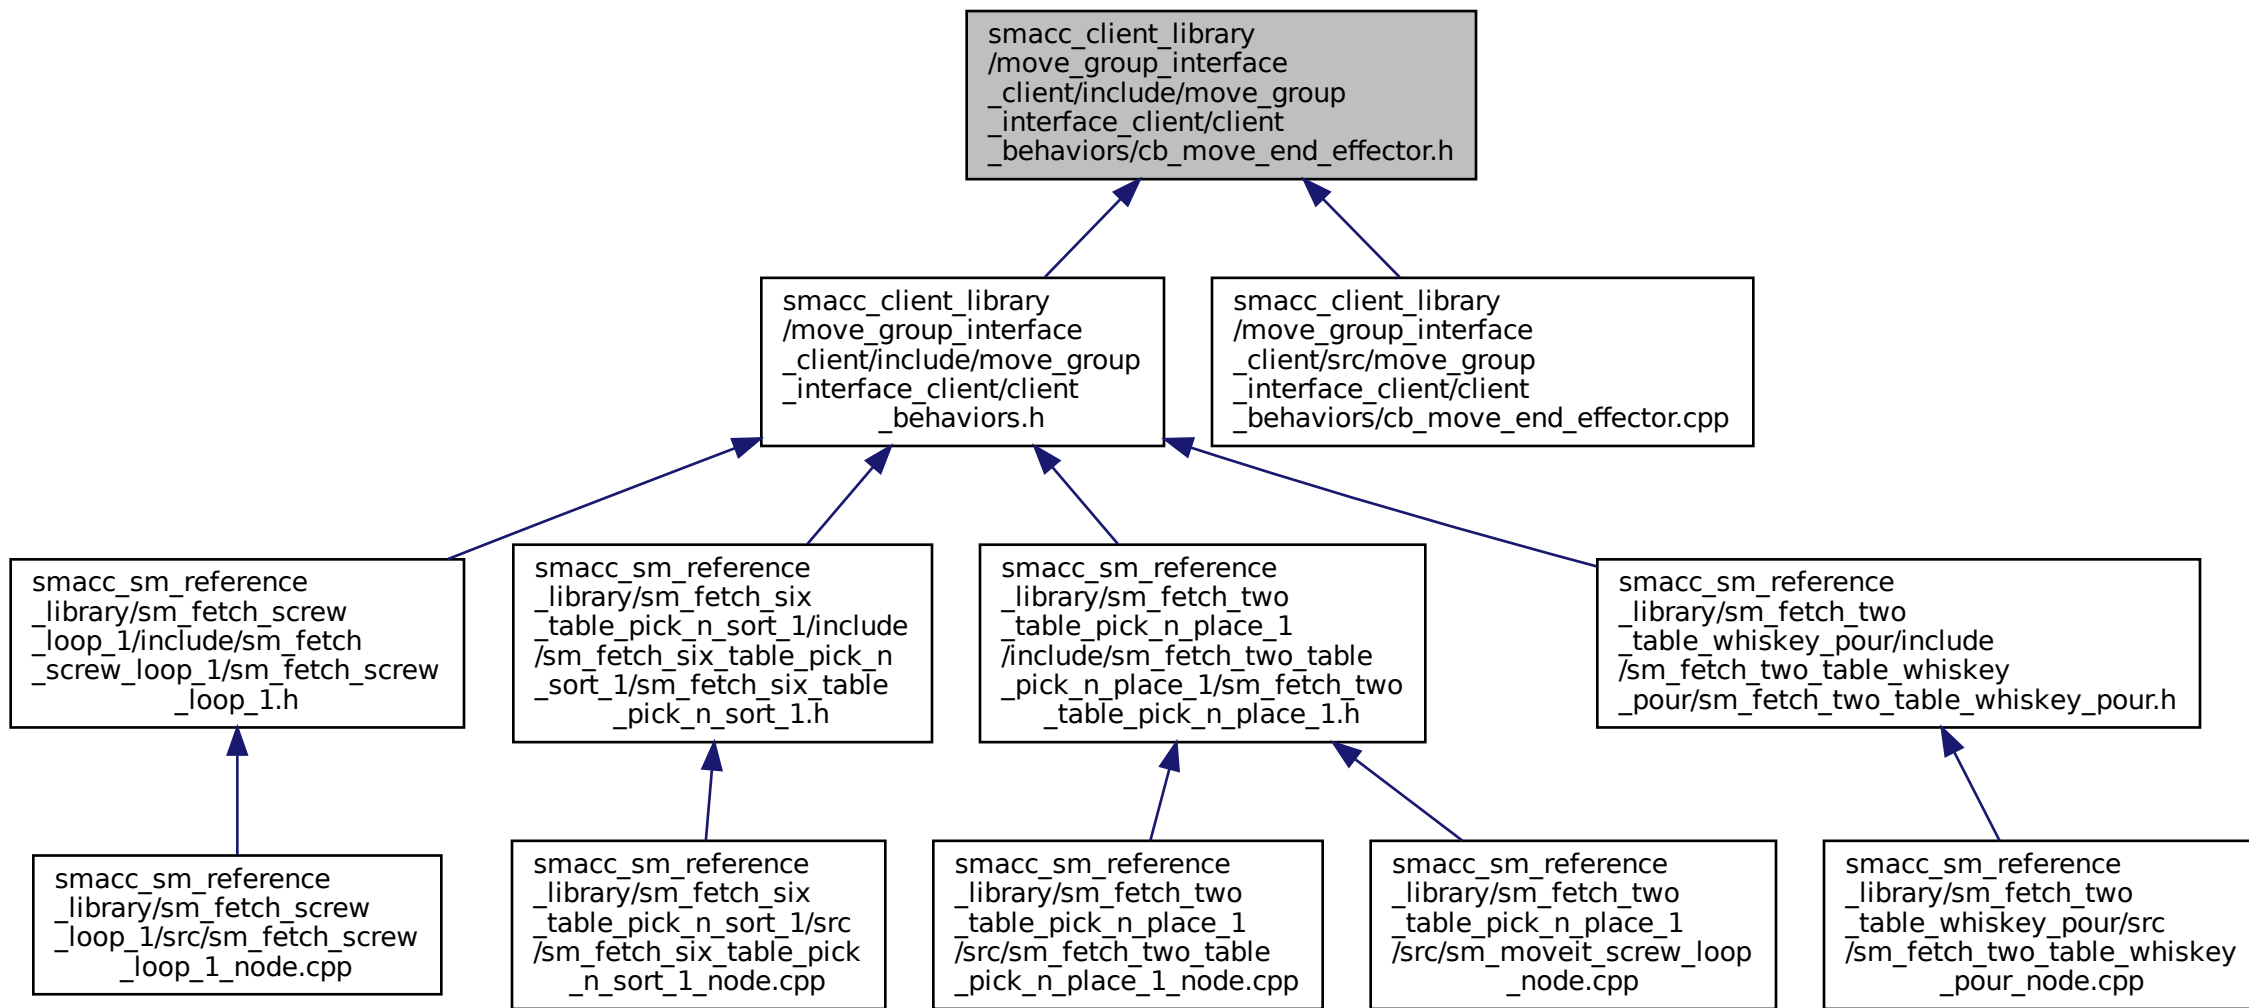 smacc_client_library
/move_group_interface
_client/include/move_group
_interface_client/client
_behaviors/cb_move_end_effector.h
smacc_client_library
/move_group_interface
_client/include/move_group
_interface_client/client
_behaviors.h
smacc_client_library
/move_group_interface
_client/src/move_group
_interface_client/client
_behaviors/cb_move_end_effector.cpp
smacc_sm_reference
_library/sm_fetch_screw
_loop_1/include/sm_fetch
_screw_loop_1/sm_fetch_screw
_loop_1.h
smacc_sm_reference
_library/sm_fetch_six
_table_pick_n_sort_1/include
/sm_fetch_six_table_pick_n
_sort_1/sm_fetch_six_table
_pick_n_sort_1.h
smacc_sm_reference
_library/sm_fetch_two
_table_pick_n_place_1
/include/sm_fetch_two_table
_pick_n_place_1/sm_fetch_two
_table_pick_n_place_1.h
smacc_sm_reference
_library/sm_fetch_two
_table_whiskey_pour/include
/sm_fetch_two_table_whiskey
_pour/sm_fetch_two_table_whiskey_pour.h
smacc_sm_reference
_library/sm_fetch_screw
_loop_1/src/sm_fetch_screw
_loop_1_node.cpp
smacc_sm_reference
_library/sm_fetch_six
_table_pick_n_sort_1/src
/sm_fetch_six_table_pick
_n_sort_1_node.cpp
smacc_sm_reference
_library/sm_fetch_two
_table_pick_n_place_1
/src/sm_fetch_two_table
_pick_n_place_1_node.cpp
smacc_sm_reference
_library/sm_fetch_two
_table_pick_n_place_1
/src/sm_moveit_screw_loop
_node.cpp
smacc_sm_reference
_library/sm_fetch_two
_table_whiskey_pour/src
/sm_fetch_two_table_whiskey
_pour_node.cpp